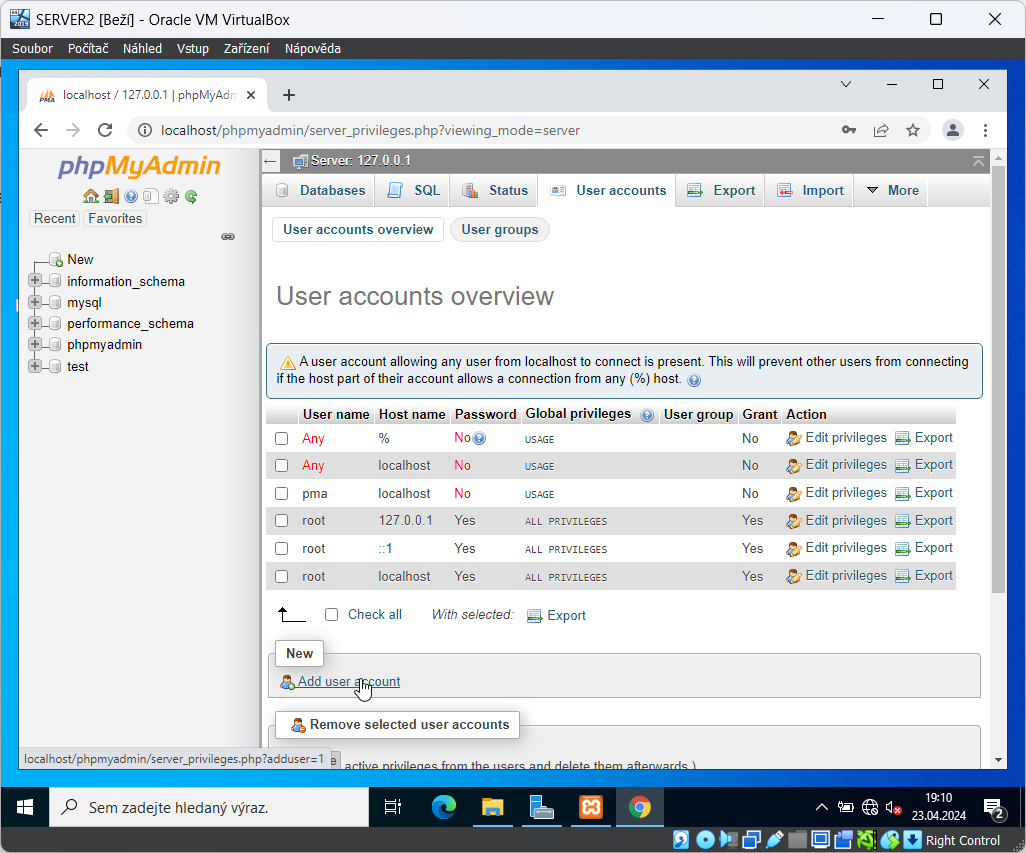 SERVER2 [Beží] - Oracle VM VirtualBox
Soubor Počítač Náhled Vstup Zařízení Nápověda
localhost / 127.0.0.1 | phpMyAdm
localhost/phpmyadmin/server_privileges.php?viewing_mode=server
phpMyAdmin
Recent Favorites
New
information_schema
mysql
performance_schema
phpmyadmin
test
Server: 127.0.0.1
Databases SQL Status User accounts Export Import More
User accounts overview User groups
User accounts overview
A user account allowing any user from localhost to connect is present. This will prevent other users from connecting
if the host part of their account allows a connection from any (%) host.
User name Host name Password Global privileges User group Grant Action
Any % No USAGE No Edit privileges Export
Any localhost No USAGE No Edit privileges Export
pma localhost No USAGE No Edit privileges Export
root 127.0.0.1 Yes ALL PRIVILEGES Yes Edit privileges Export
root ::1 Yes ALL PRIVILEGES Yes Edit privileges Export
root localhost Yes ALL PRIVILEGES Yes Edit privileges Export
Check all With selected: Export
New
Add user account
Remove selected user accounts
active privileges from the users and delete them afterwards.)
localhost/phpmyadmin/server_privileges.php?adduser=1
Sem zadejte hledaný výraz.
19:10
23.04.2024
2
Right Control